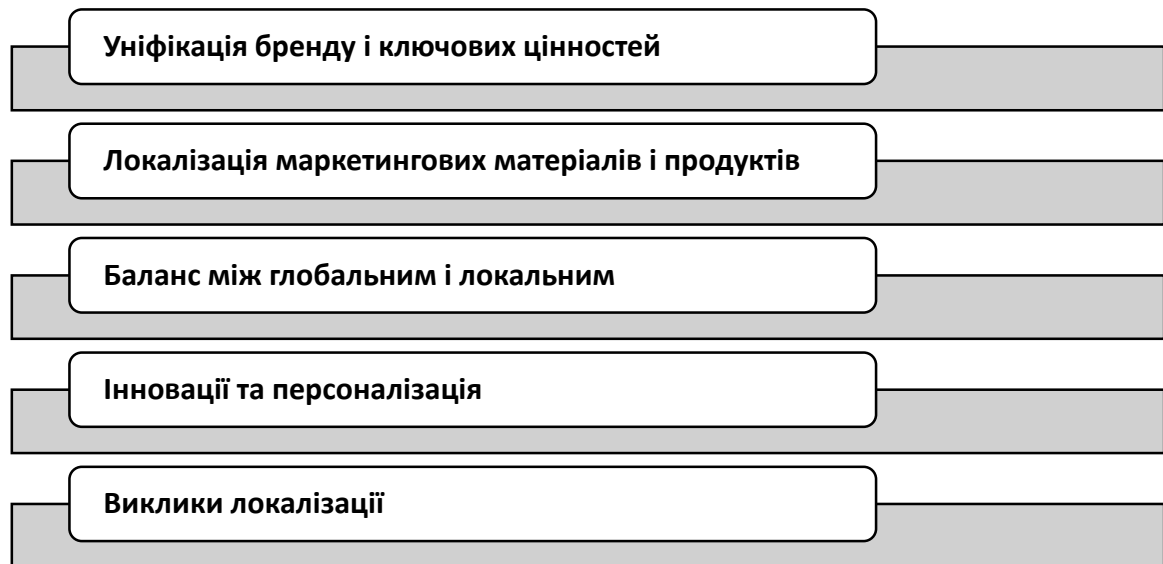 Уніфікація бренду і ключових цінностей
Локалізація маркетингових матеріалів і продуктів
Баланс між глобальним і локальним
Інновації та персоналізація
Виклики локалізації